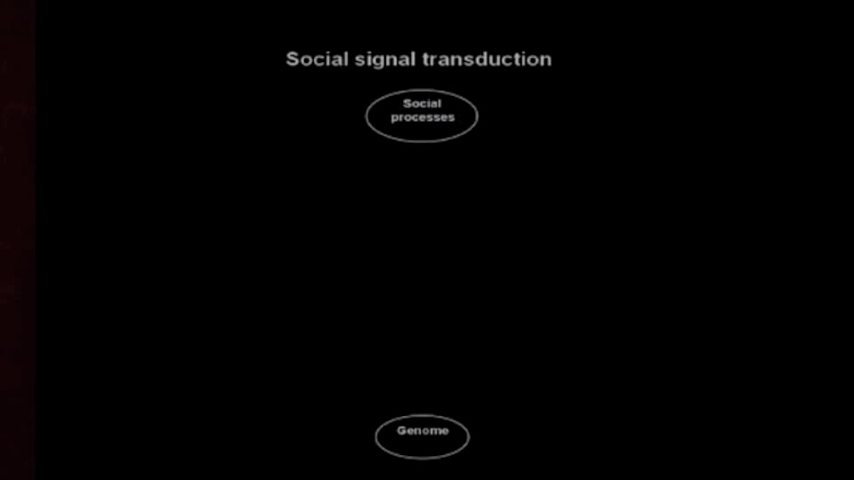 Social signal transduction
Social
processes
Genome